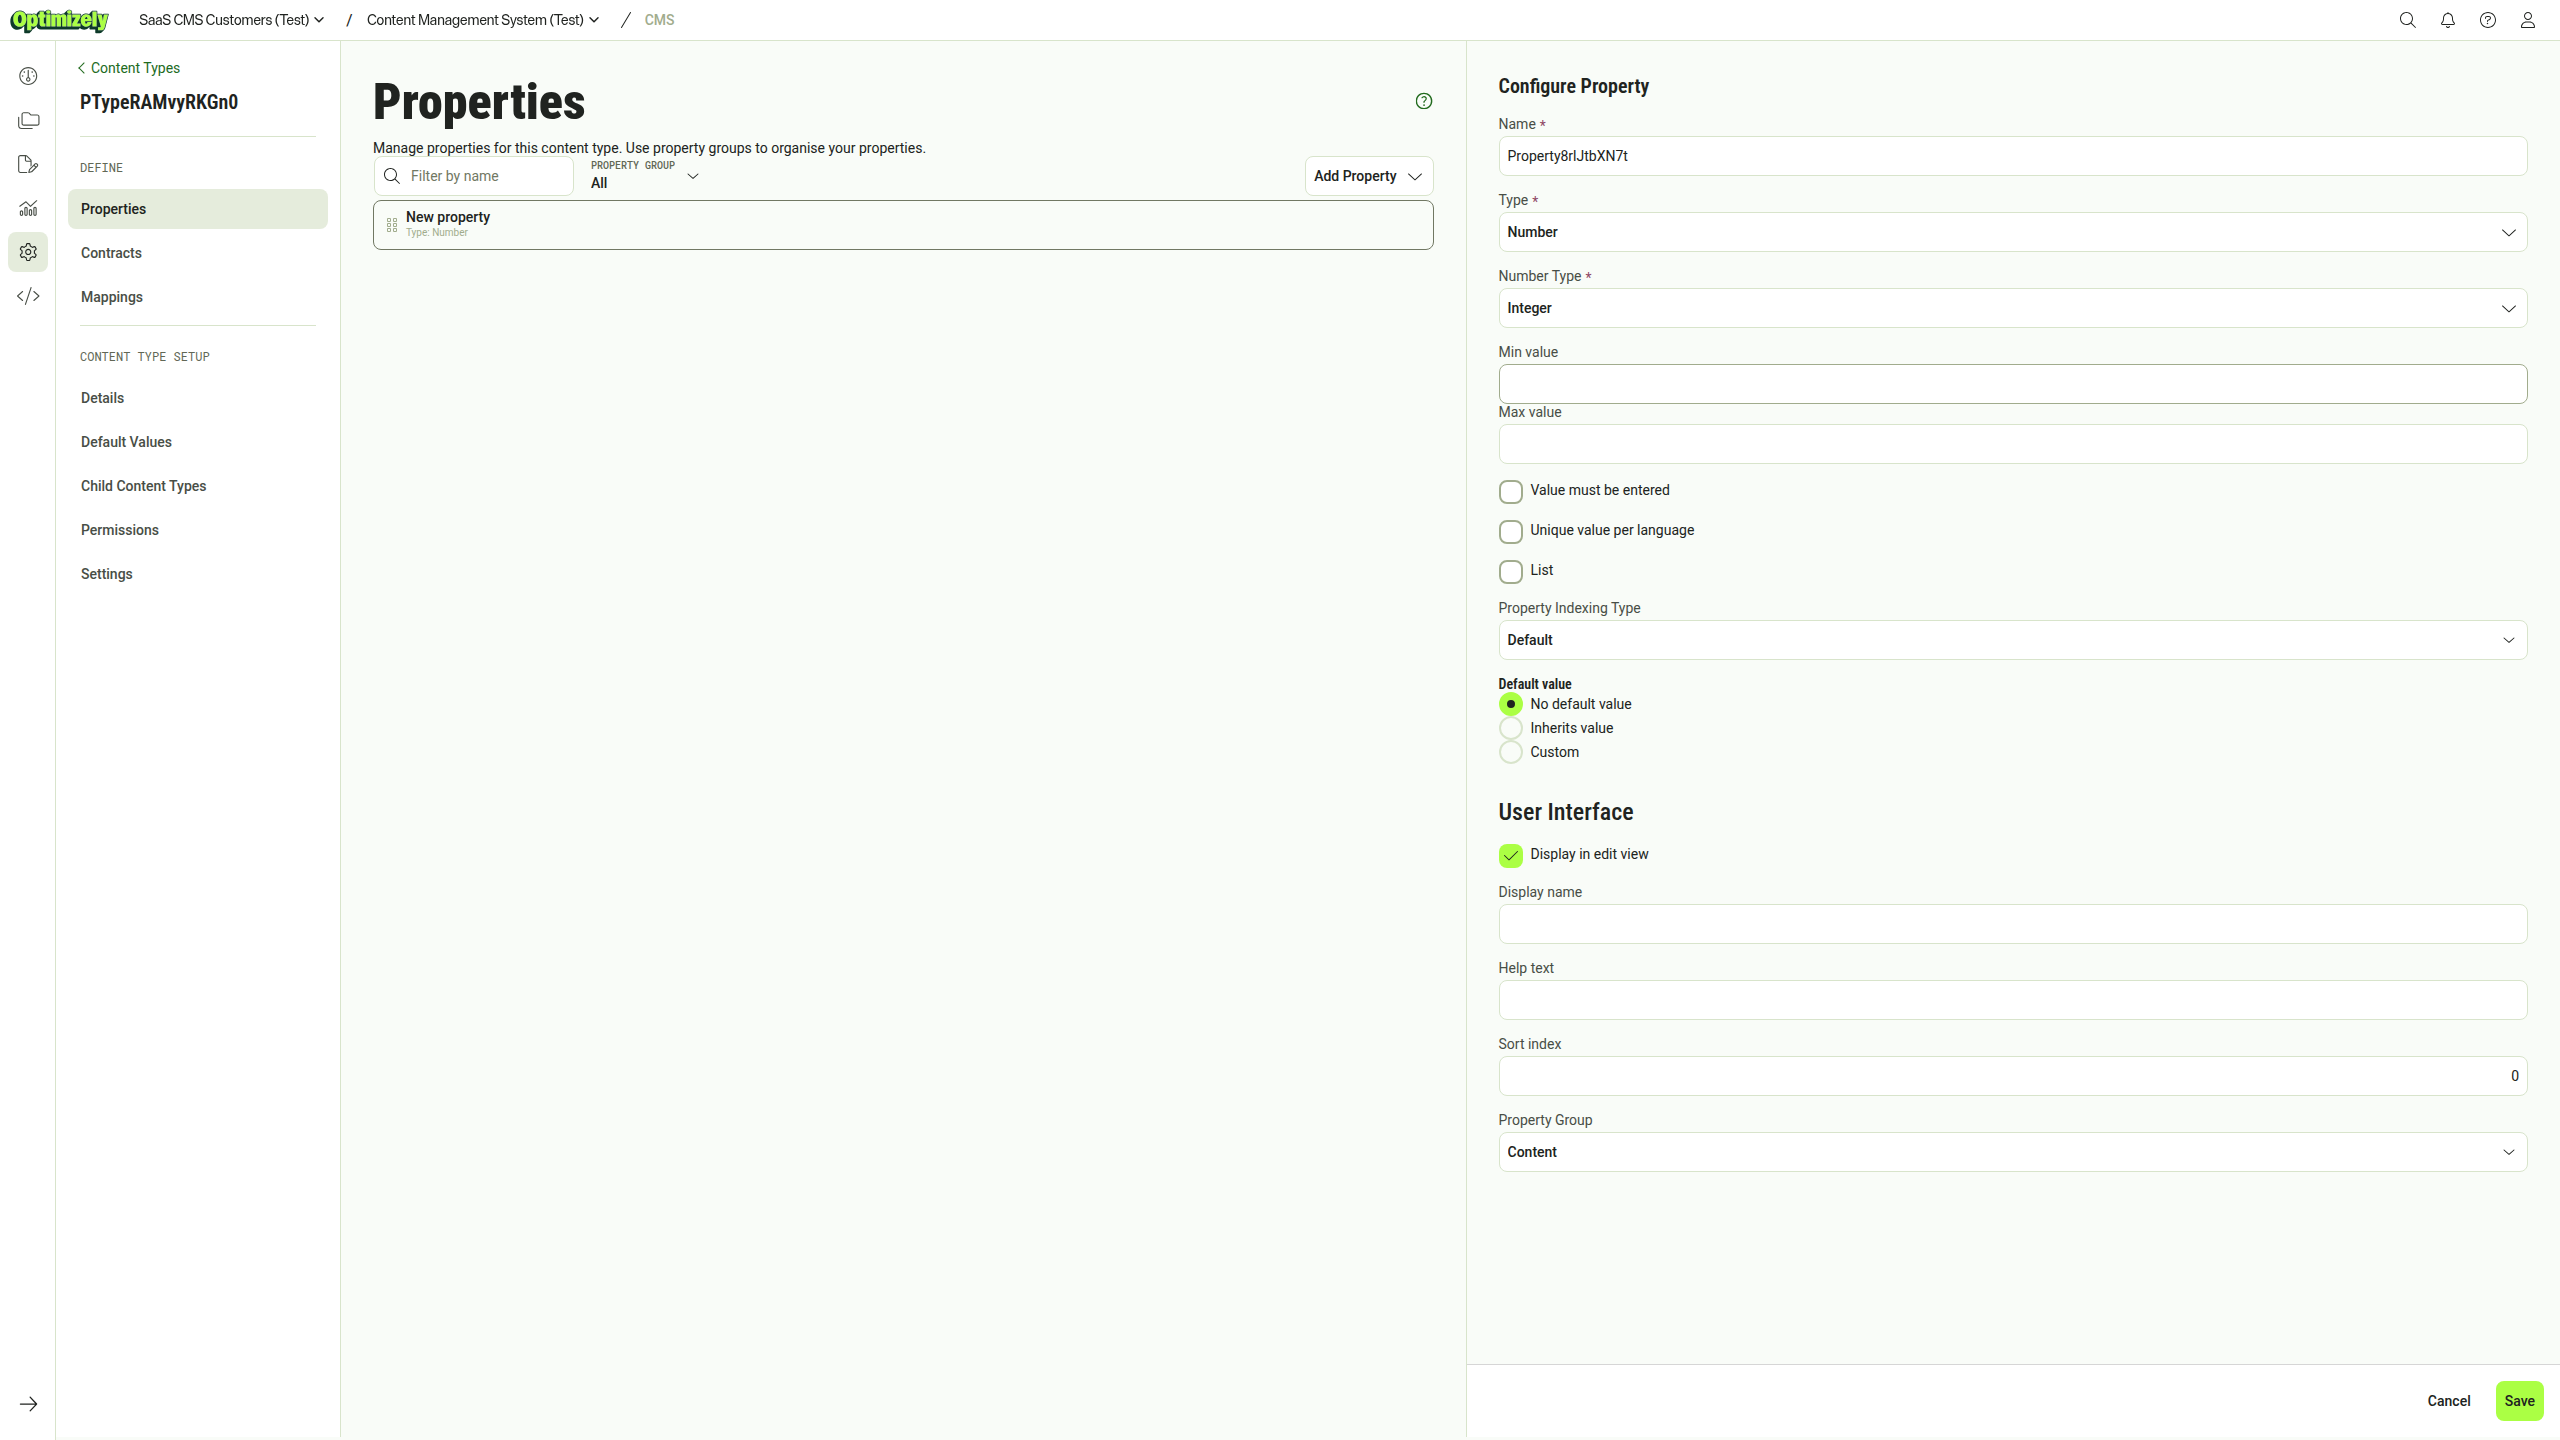 Optimizely
SaaS CMS Customers (Test) / Content Management System (Test) / CMS
Content Types
PTypeRAMvyRKGn0
DEFINE
Properties
Contracts
Mappings
CONTENT TYPE SETUP
Details
Default Values
Child Content Types
Permissions
Settings
Properties
Manage properties for this content type. Use property groups to organise your properties.
Filter by name
PROPERTY GROUP
All
Add Property
New property
Type: Number
Configure Property
Name *
Property8rIJtbXN7t
Type *
Number
Number Type *
Integer
Min value
Max value
Value must be entered
Unique value per language
List
Property Indexing Type
Default
Default value
No default value
Inherits value
Custom
User Interface
Display in edit view
Display name
Help text
Sort index
0
Property Group
Content
Cancel
Save